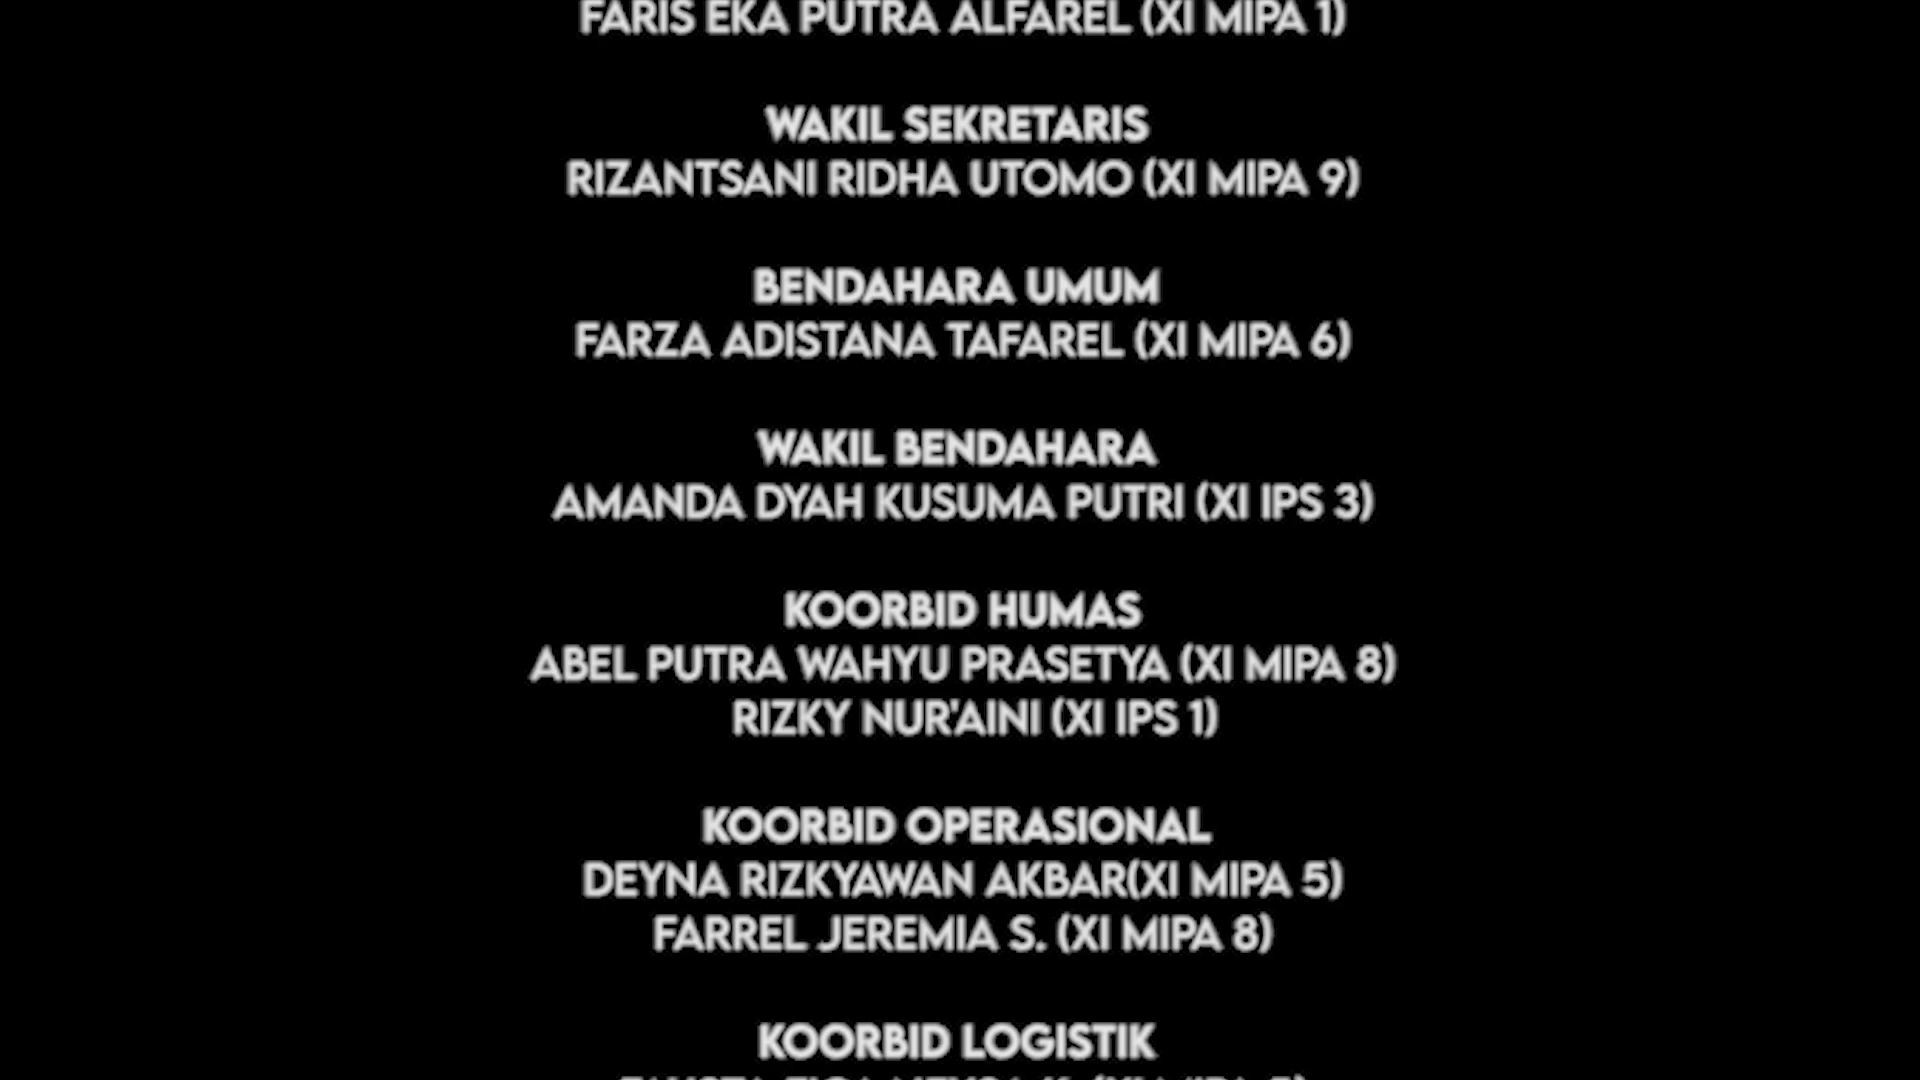 FARIS EKA PUTRA ALFAREL (XI MIPA 1)
WAKIL SEKRETARIS
RIZANTSANI RIDHA UTOMO (XI MIPA 9)
BENDAHARA UMUM
FARZA ADISTANA TAFAREL (XI MIPA 6)
WAKIL BENDAHARA
AMANDA DYAH KUSUMA PUTRI (XI IPS 3)
KOORBID HUMAS
ABEL PUTRA WAHYU PRASETYA (XI MIPA 8)
RIZKY NUR'AINI (XI IPS 1)
KOORBID OPERASIONAL
DEYNA RIZKYAWAN AKBAR(XI MIPA 5)
FARREL JEREMIA S. (XI MIPA 8)
KOORBID LOGISTIK